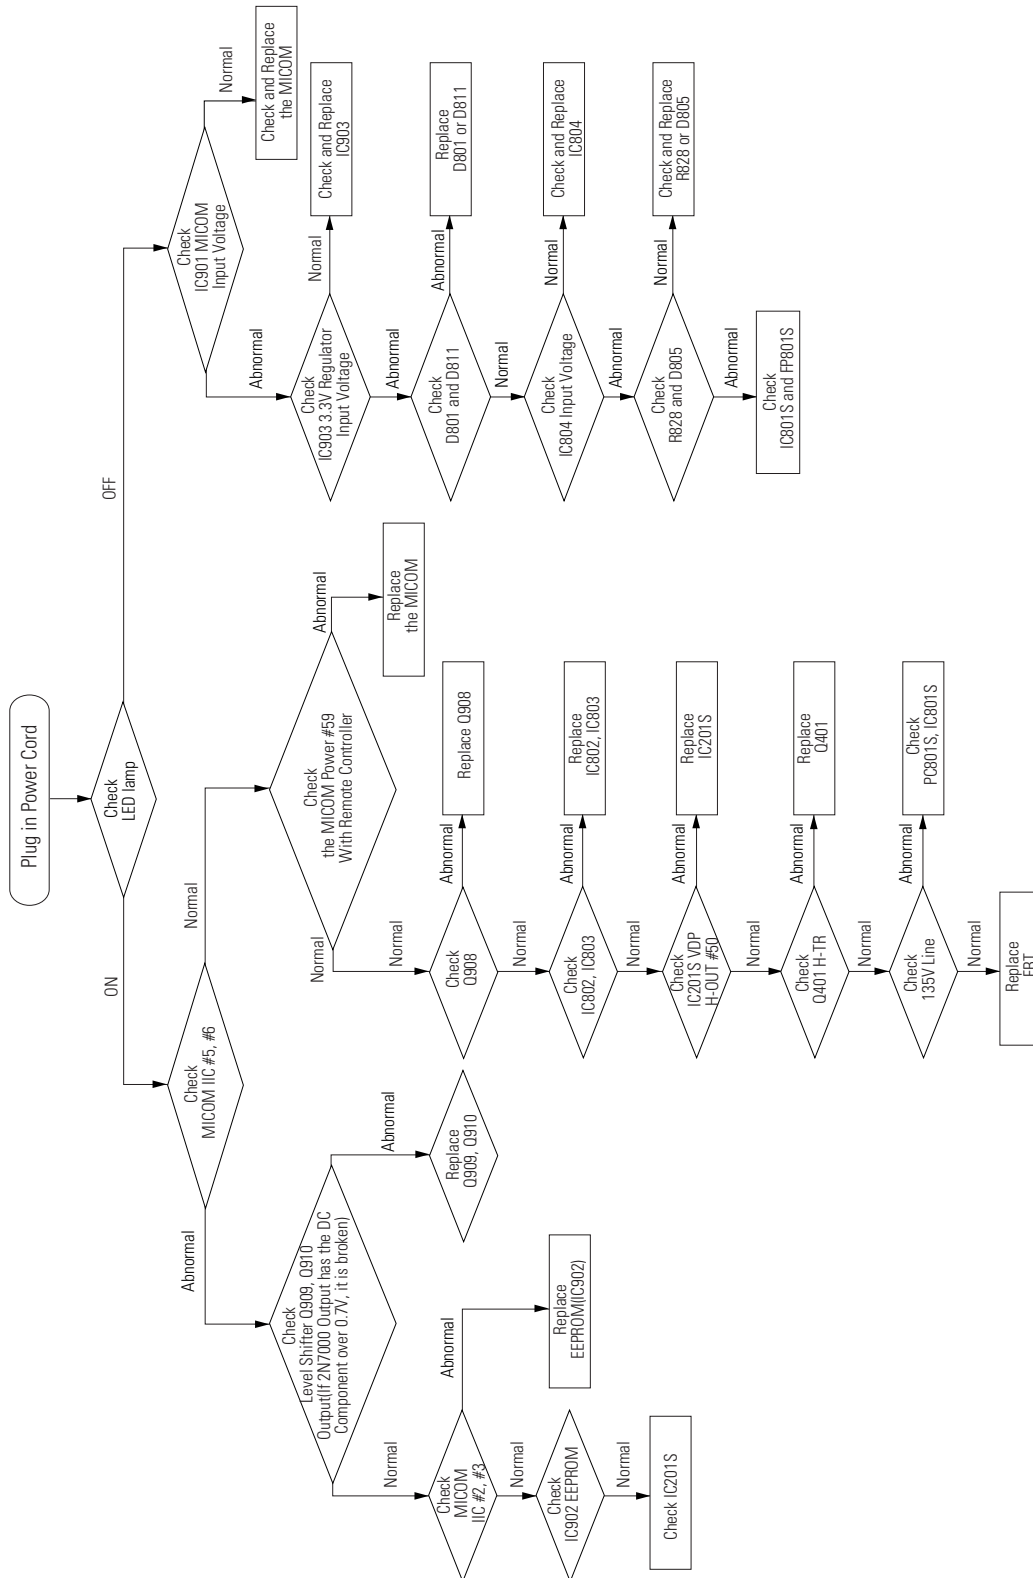 Plug in Power Cord
Check
LED lamp
ON
OFF
Check
MICOM IIC #5, #6
Abnormal
Normal
Check
Level Shifter Q909, Q910
Output(If 2N7000 Output has the DC
Component over 0.7V, it is broken)
Normal
Abnormal
Replace
Q909, Q910
Check
MICOM
IIC #2, #3
Abnormal
Replace
EEPROM(IC902)
Normal
Check
IC902 EEPROM
Normal
Check IC201S
Check
the MICOM Power #59
With Remote Controller
Normal
Abnormal
Replace
the MICOM
Normal
Check
Q908
Abnormal
Replace Q908
Normal
Check
IC802, IC803
Abnormal
Replace
IC802, IC803
Normal
Check
IC201S VDP
H-OUT #50
Abnormal
Replace
IC201S
Normal
Check
Q401 H-TR
Abnormal
Replace
Q401
Normal
Check
135V Line
Abnormal
Check
PC801S, IC801S
Normal
Replace
FBT
Check
IC901 MICOM
Input Voltage
Normal
Check and Replace
the MICOM
Abnormal
Check
IC903 3.3V Regulator
Input Voltage
Normal
Check and Replace
IC903
Abnormal
Check
D801 and D811
Abnormal
Replace
D801 or D811
Normal
Check
IC804 Input Voltage
Normal
Check and Replace
IC804
Abnormal
Check
R828 and D805
Normal
Check and Replace
R828 or D805
Abnormal
Check
IC801S and FP801S